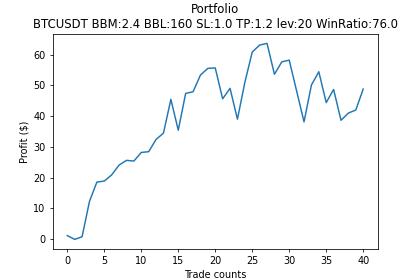 Portfolio
BTCUSDT BBM:2.4 BBL:160 SL:1.0 TP:1.2 lev:20 WinRatio:76.0
60
50
40
30
20
10
0
Profit ($)
0 5 10 15 20 25 30 35 40
Trade counts